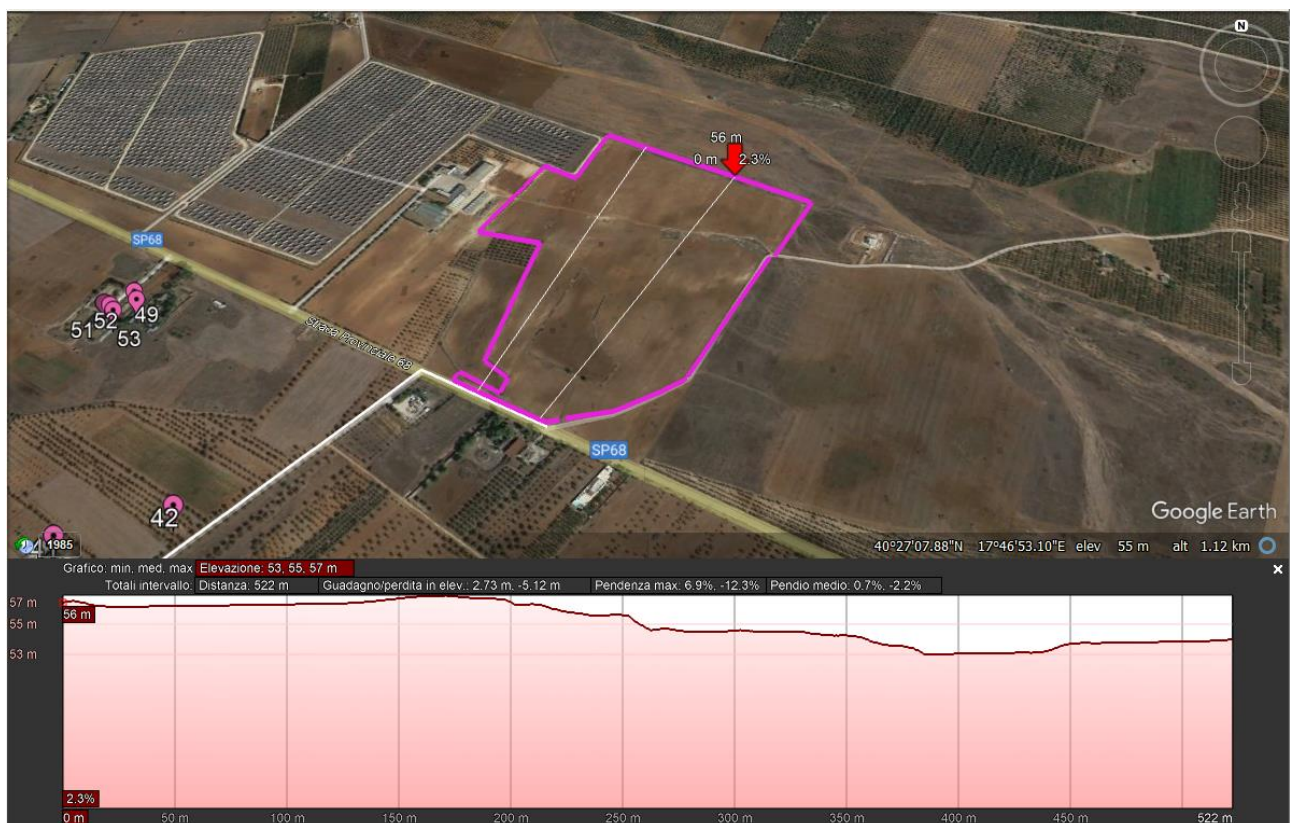 N
56 m
0 m 2.3%
SP68
51
52
53
49
Strada Provinciale 68
SP68
42
Google Earth
1985
40°27'07.88"N 17°46'53.10"E elev 55 m alt 1.12 km
Grafico: min, med, max Elevazione: 53, 55, 57 m
Totali intervallo: Distanza: 522 m Guadagno/perdita in elev.: 2.73 m, -5.12 m Pendenza max: 6.9%, -12.3% Pendio medio: 0.7%, -2.2%
57 m
56 m
55 m
53 m
2.3%
0 m 50 m 100 m 150 m 200 m 250 m 300 m 350 m 400 m 450 m 522 m